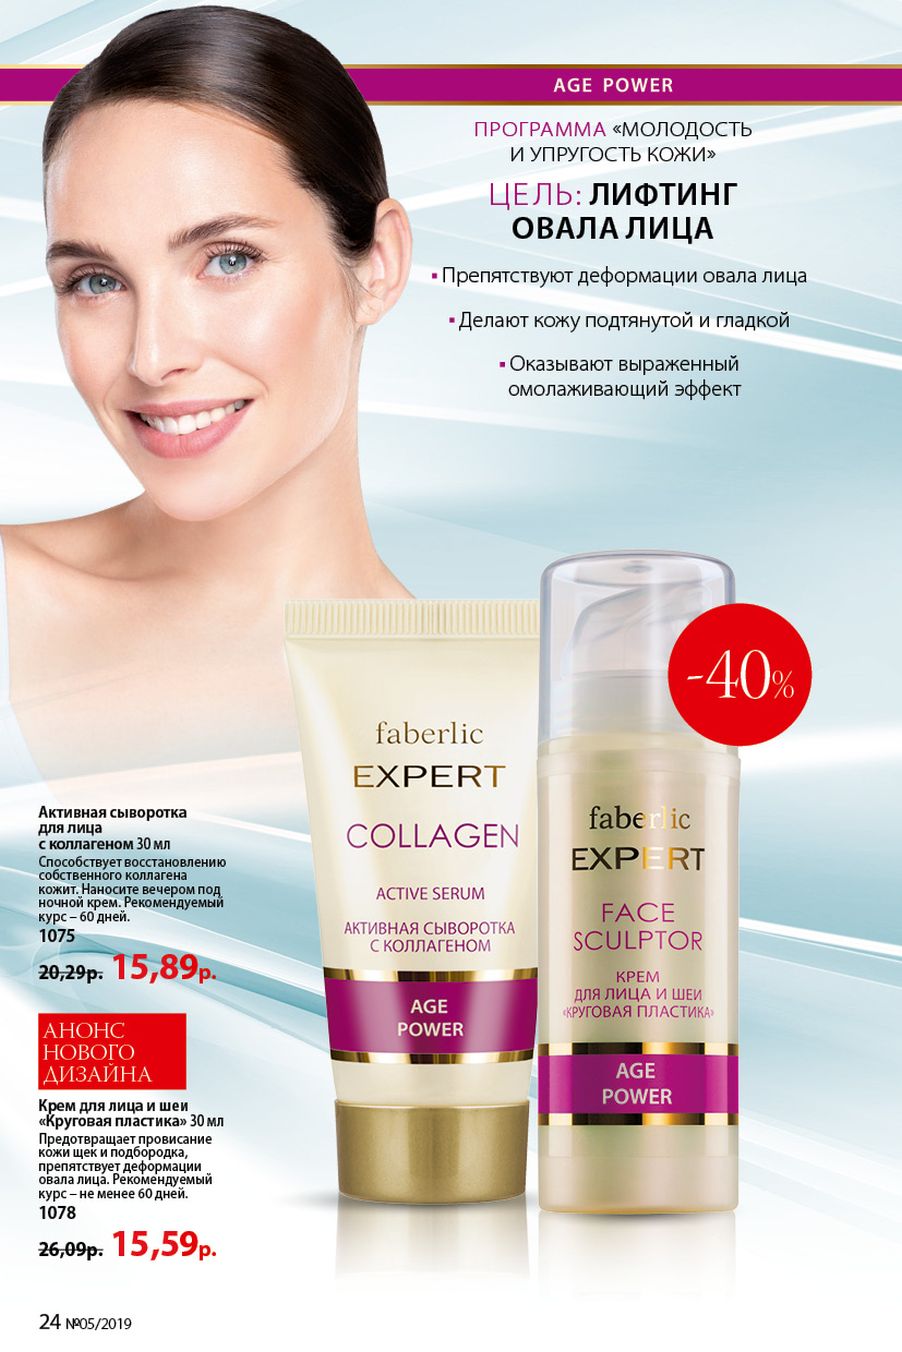 AGE POWER
ПРОГРАММА «МОЛОДОСТЬ
И УПРУГОСТЬ КОЖИ»
ЦЕЛЬ: ЛИФТИНГ
ОВАЛА ЛИЦА
▪ Препятствуют деформации овала лица
▪ Делают кожу подтянутой и гладкой
▪ Оказывают выраженный
омолаживающий эффект
-40%
faberlic
EXPERT
COLLAGEN
ACTIVE SERUM
АКТИВНАЯ СЫВОРОТКА
С КОЛЛАГЕНОМ
AGE
POWER
faberlic
EXPERT
FACE
SCULPTOR
КРЕМ
ДЛЯ ЛИЦА И ШЕИ
«КРУГОВАЯ ПЛАСТИКА»
AGE
POWER
Активная сыворотка
для лица
с коллагеном 30 мл
Способствует восстановлению
собственного коллагена
кожит. Наносите вечером под
ночной крем. Рекомендуемый
курс – 60 дней.
1075
20,29р. 15,89р.
АНОНС
НОВОГО
ДИЗАЙНА
Крем для лица и шеи
«Круговая пластика» 30 мл
Предотвращает провисание
кожи щек и подбородка,
препятствует деформации
овала лица. Рекомендуемый
курс – не менее 60 дней.
1078
26,09р. 15,59р.
24 №05/2019